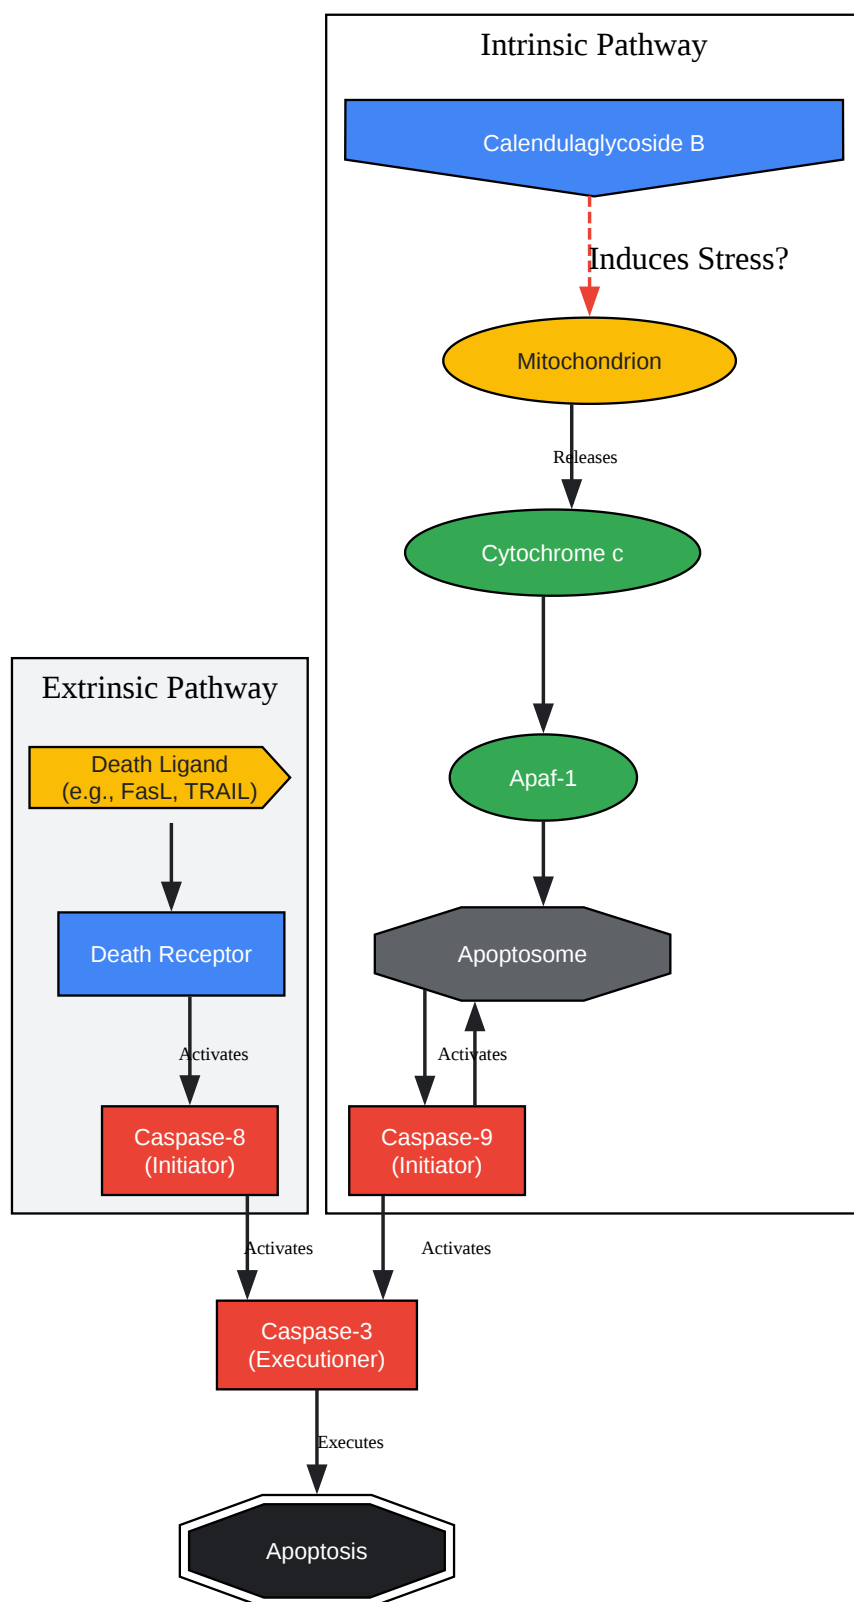 Intrinsic Pathway
Calendulaglycoside B
Induces Stress?
Mitochondrion
Releases
Cytochrome c
Extrinsic Pathway
Death Ligand
(e.g., FasL, TRAIL)
Apaf-1
Death Receptor
Apoptosome
Activates
Activates
Caspase-8
(Initiator)
Caspase-9
(Initiator)
Activates
Activates
Caspase-3
(Executioner)
Executes
Apoptosis